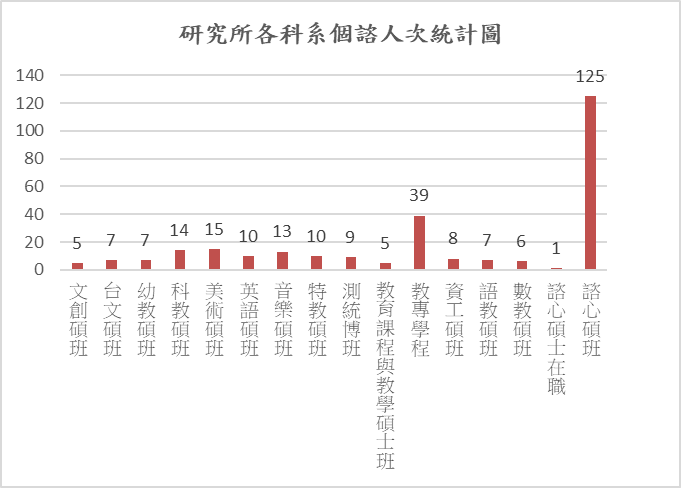 研究所各科系個諮人次統計圖
140
120
100
80
60
40
20
0
5
7
7
14
15
10
13
10
9
5
39
8
7
6
1
125
文創碩班
台文碩班
幼教碩班
科教碩班
美術碩班
英語碩班
音樂碩班
特教碩班
測統博班
教育課程與教學碩士班
教專學程
資工碩班
語教碩班
數教碩班
諮心碩士在職
諮心碩班